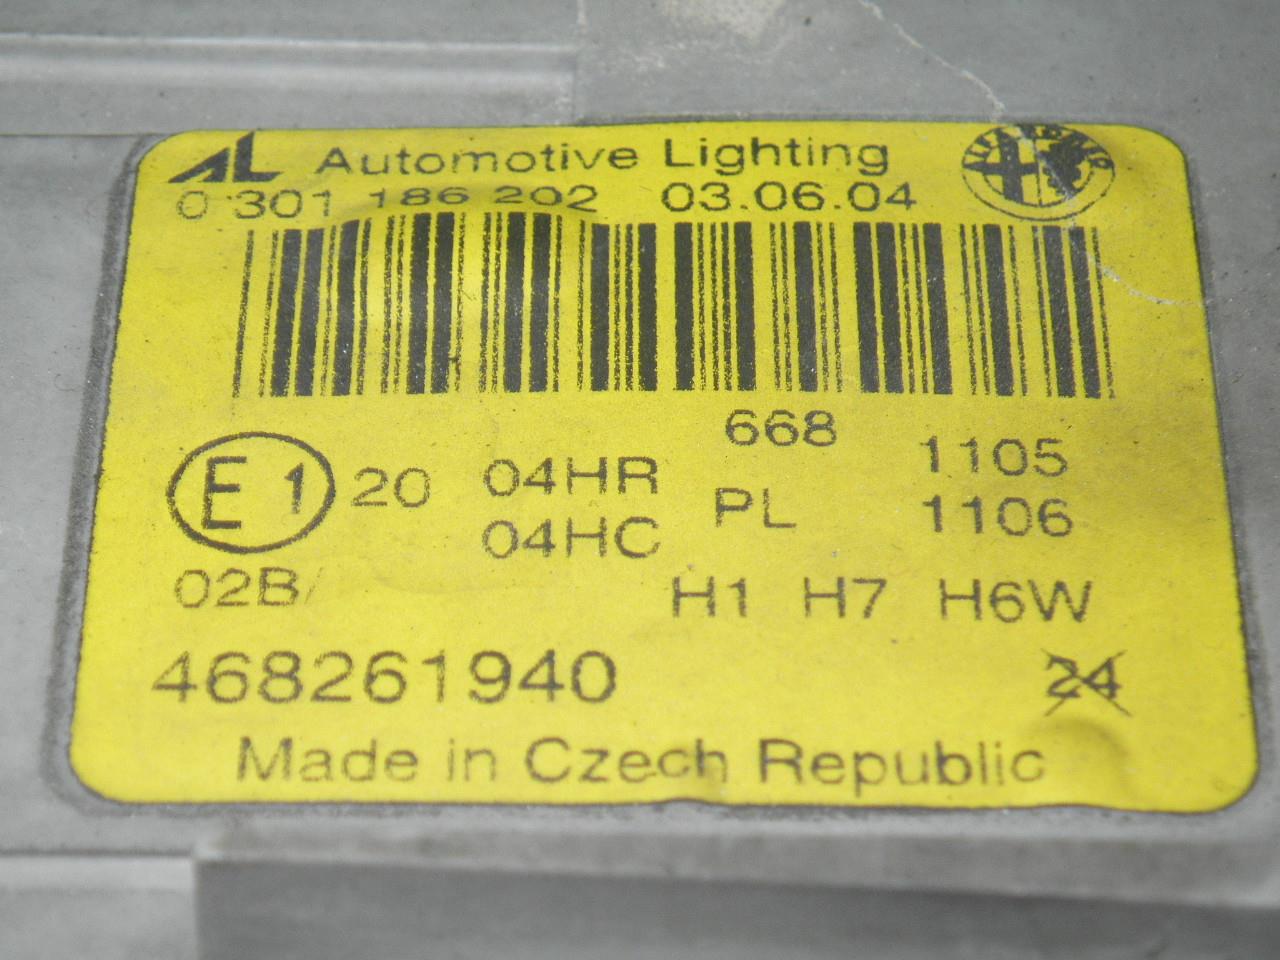 AL Automotive Lighting
0 301 186 202 03.06.04
668
E1 20 04HR 1105
04HC PL 1106
02B/ H1 H7 H6W
468261940 24
Made in Czech Republic